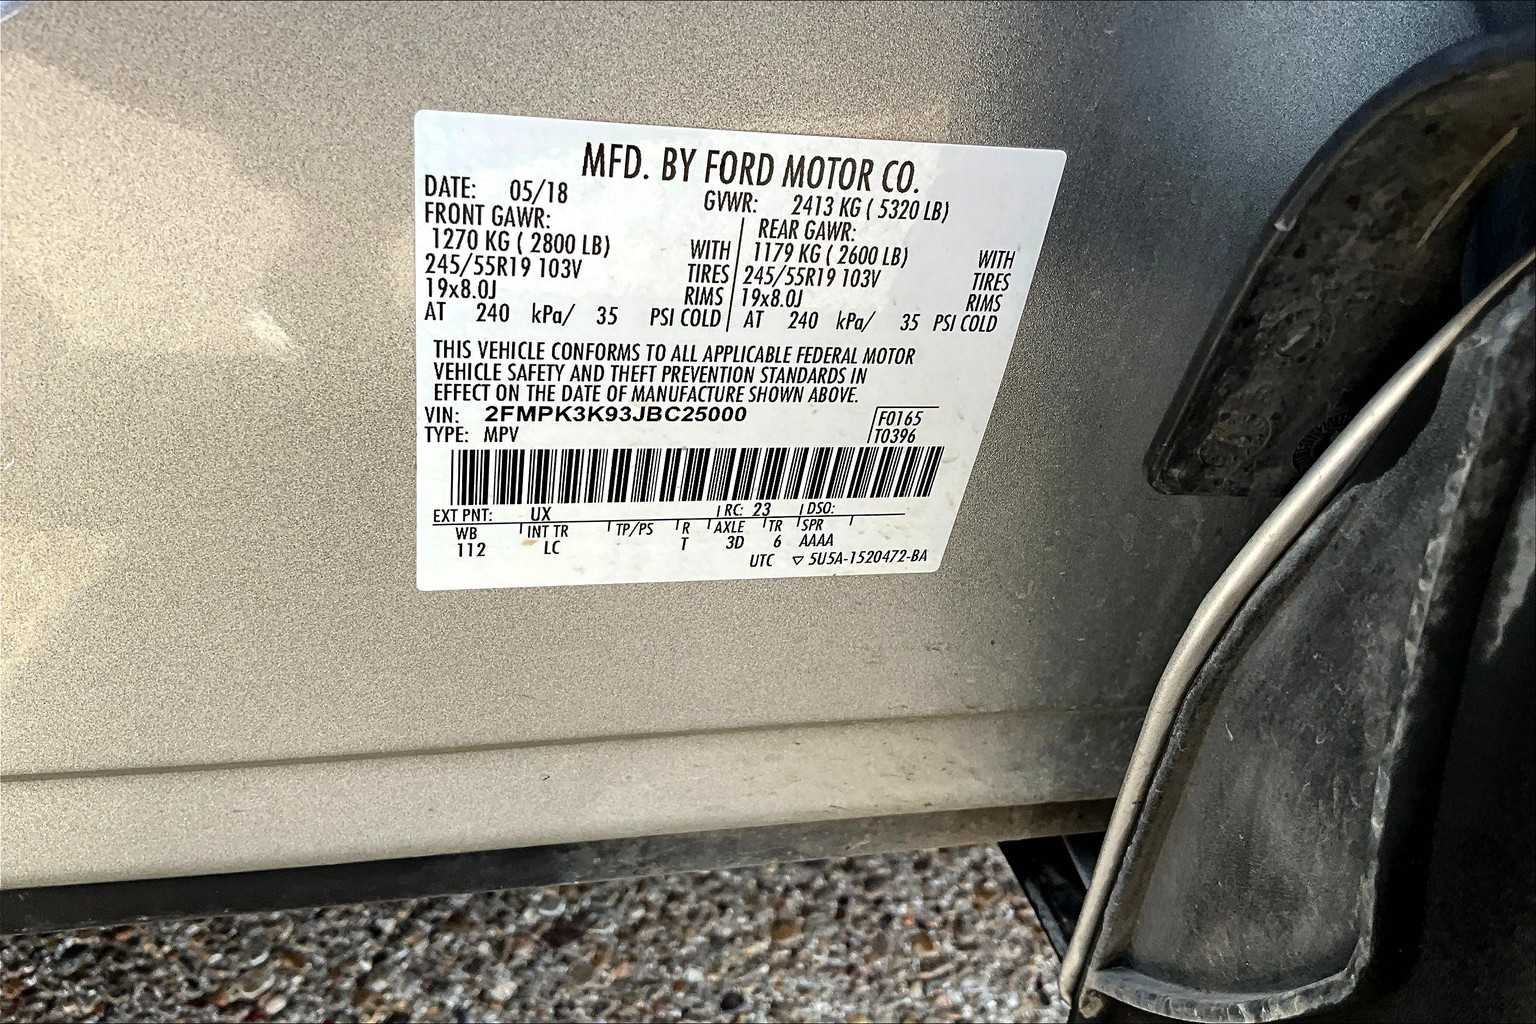 MFD. BY FORD MOTOR CO.
DATE: 05/18 GVWR: 2413 KG ( 5320 LB)
FRONT GAWR: REAR GAWR:
1270 KG ( 2800 LB) WITH 1179 KG ( 2600 LB) WITH
245/55R19 103V TIRES 245/55R19 103V TIRES
19x8.0J RIMS 19x8.0J RIMS
AT 240 kPa/ 35 PSI COLD AT 240 kPa/ 35 PSI COLD
THIS VEHICLE CONFORMS TO ALL APPLICABLE FEDERAL MOTOR
VEHICLE SAFETY AND THEFT PREVENTION STANDARDS IN
EFFECT ON THE DATE OF MANUFACTURE SHOWN ABOVE.
VIN: 2FMPK3K93JBC25000 F0165
TYPE: MPV T0396
EXT PNT: UX RC: 23 DSO:
WB INT TR TP/PS R AXLE TR SPR
112 LC T 3D 6 AAAA
UTC ▽ 5U5A-1520472-BA